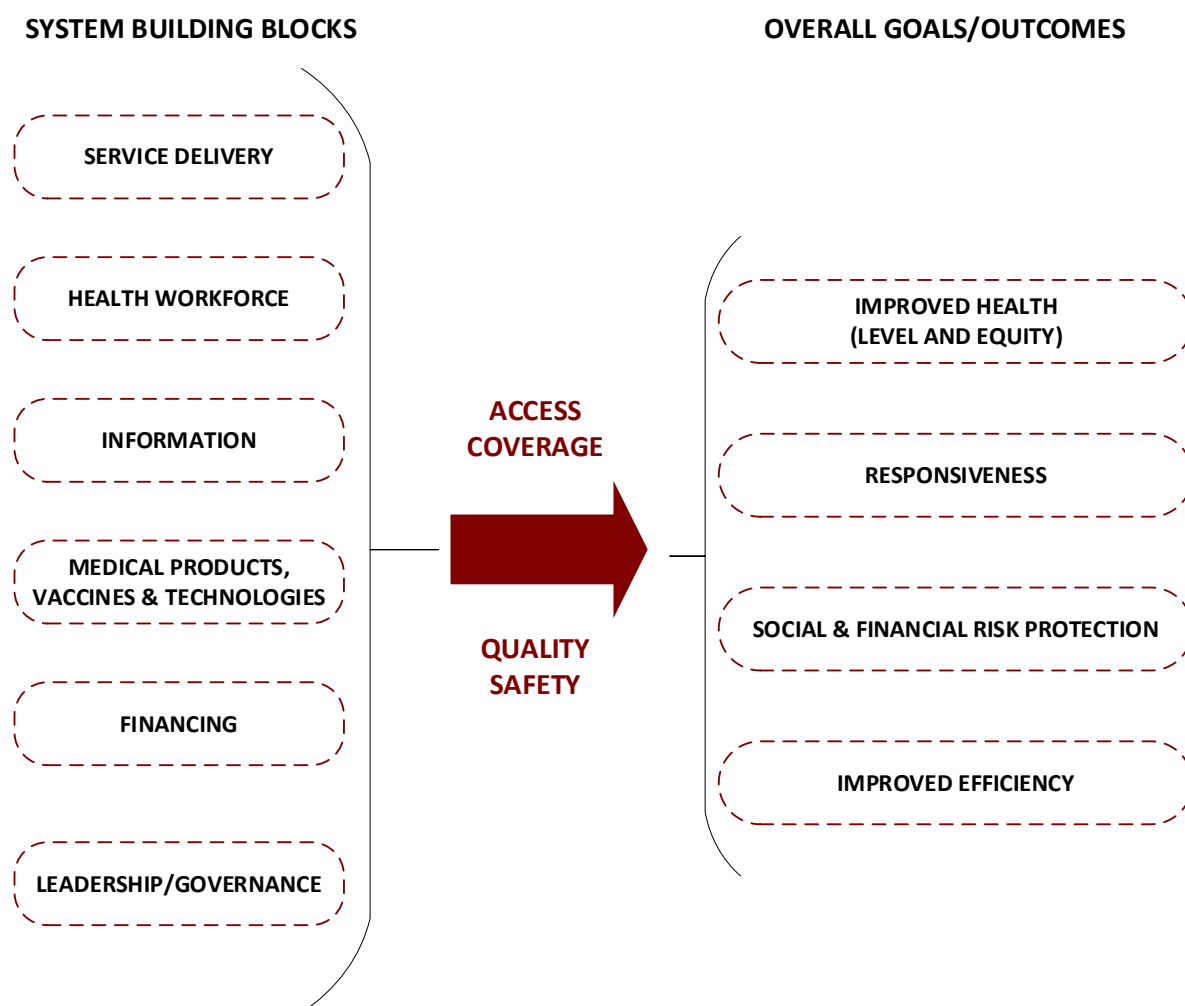 SYSTEM BUILDING BLOCKS
SERVICE DELIVERY
HEALTH WORKFORCE
INFORMATION
MEDICAL PRODUCTS,
VACCINES & TECHNOLOGIES
FINANCING
LEADERSHIP/GOVERNANCE
ACCESS
COVERAGE
QUALITY
SAFETY
OVERALL GOALS/OUTCOMES
IMPROVED HEALTH
(LEVEL AND EQUITY)
RESPONSIVENESS
SOCIAL & FINANCIAL RISK PROTECTION
IMPROVED EFFICIENCY